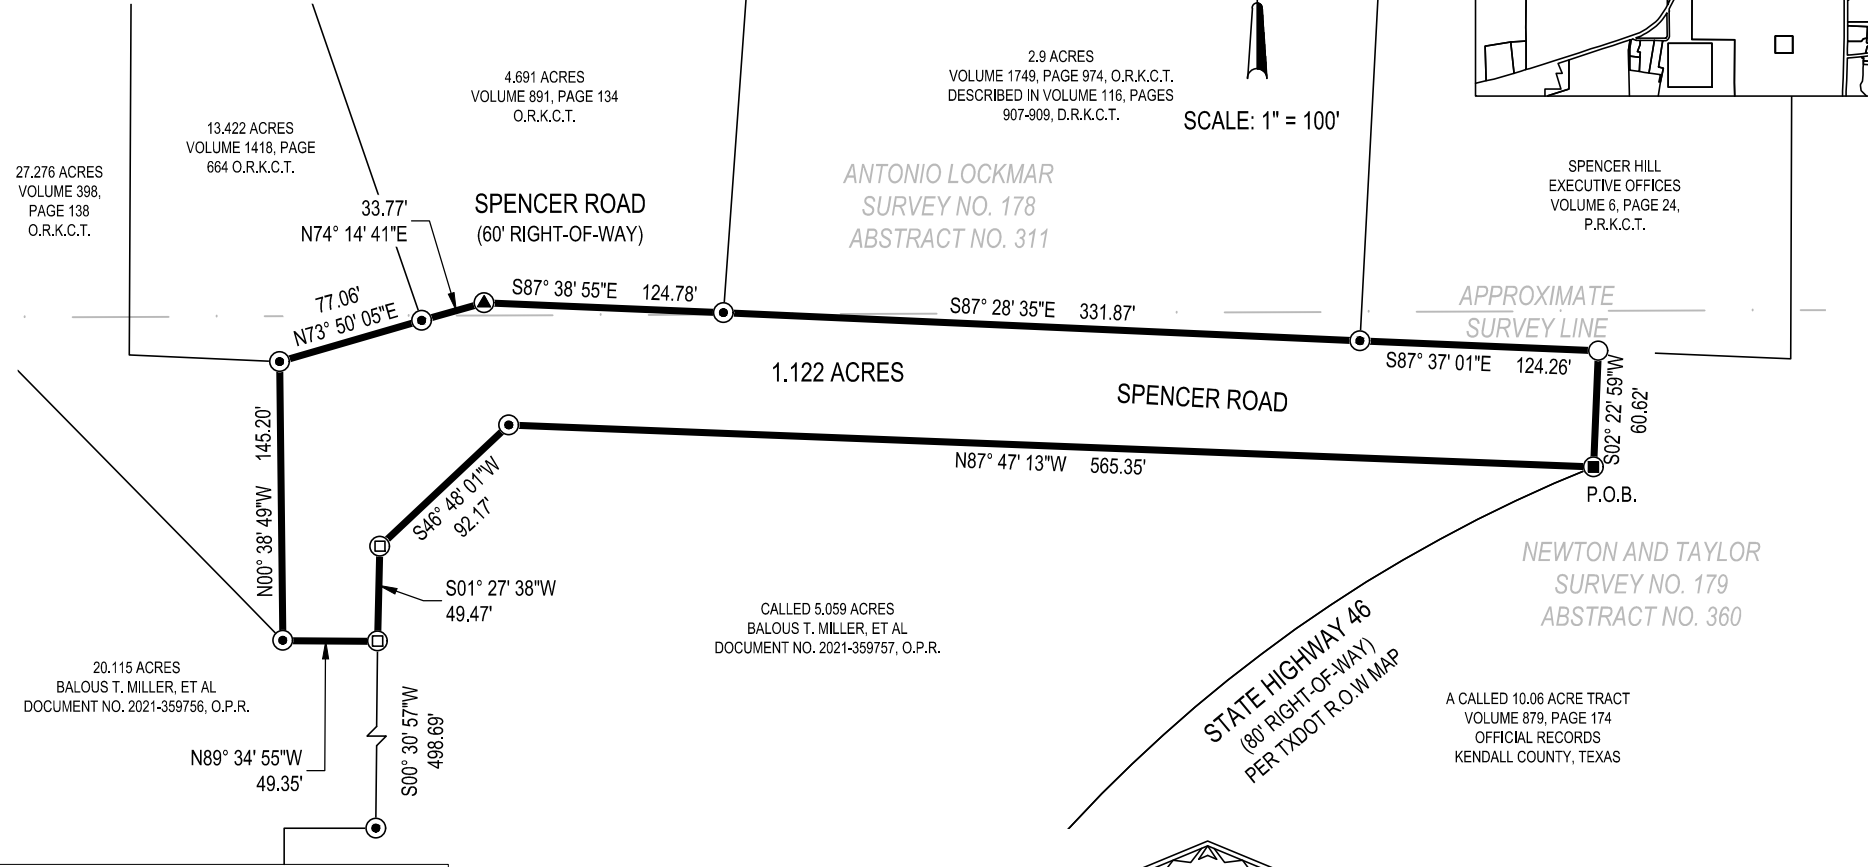 2.9 ACRES
VOLUME 1749, PAGE 974, O.R.K.C.T.
DESCRIBED IN VOLUME 116, PAGES
907-909, D.R.K.C.T.
SCALE: 1" = 100'
4.691 ACRES
VOLUME 891, PAGE 134
O.R.K.C.T.
13.422 ACRES
VOLUME 1418, PAGE
664 O.R.K.C.T.
27.276 ACRES
VOLUME 398,
PAGE 138
O.R.K.C.T.
SPENCER HILL
EXECUTIVE OFFICES
VOLUME 6, PAGE 24,
P.R.K.C.T.
ANTONIO LOCKMAR
SURVEY NO. 178
ABSTRACT NO. 311
33.77'
N74° 14' 41"E
SPENCER ROAD
(60' RIGHT-OF-WAY)
77.06'
N73° 50' 05"E
S87° 38' 55"E 124.78'
S87° 28' 35"E 331.87'
APPROXIMATE
SURVEY LINE
S87° 37' 01"E 124.26'
1.122 ACRES
SPENCER ROAD
S02° 22' 59"W
60.62'
N00° 38' 49"W 145.20'
S46° 48' 01"W
92.17'
N87° 47' 13"W 565.35'
P.O.B.
S01° 27' 38"W
49.47'
CALLED 5.059 ACRES
BALOUS T. MILLER, ET AL
DOCUMENT NO. 2021-359757, O.P.R.
NEWTON AND TAYLOR
SURVEY NO. 179
ABSTRACT NO. 360
20.115 ACRES
BALOUS T. MILLER, ET AL
DOCUMENT NO. 2021-359756, O.P.R.
N89° 34' 55"W
49.35'
S00° 30' 57"W
498.69'
STATE HIGHWAY 46
(80' RIGHT-OF-WAY)
PER TXDOT R.O.W MAP
A CALLED 10.06 ACRE TRACT
VOLUME 879, PAGE 174
OFFICIAL RECORDS
KENDALL COUNTY, TEXAS